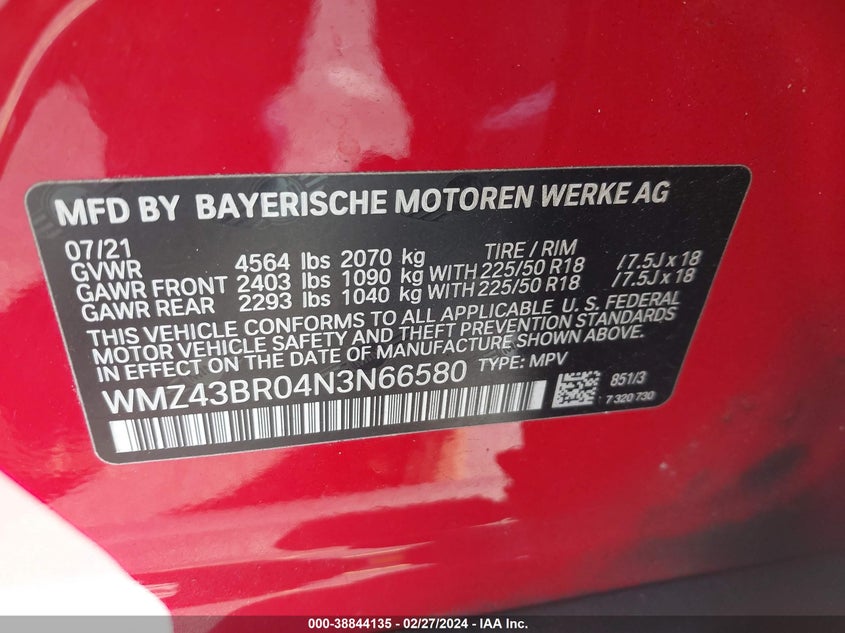 MFD BY BAYERISCHE MOTOREN WERKE AG
07/21 TIRE / RIM
GVWR 4564 lbs 2070 kg
GAWR FRONT 2403 lbs 1090 kg WITH 225/50 R18 / 7.5J x 18
GAWR REAR 2293 lbs 1040 kg WITH 225/50 R18 / 7.5J x 18
THIS VEHICLE CONFORMS TO ALL APPLICABLE U. S. FEDERAL
MOTOR VEHICLE SAFETY AND THEFT PREVENTION STANDARDS
IN EFFECT ON THE DATE OF MANUFACTURE SHOWN ABOVE.
WMZ43BR04N3N66580 TYPE: MPV
851/3
7 320 730
000-38844135 - 02/27/2024 - IAA Inc.